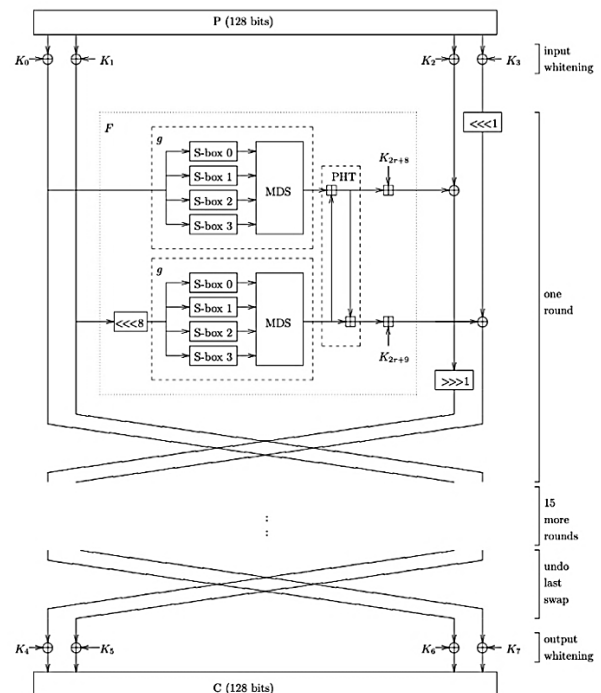 P (128 bits)
K0 K1 K2 K3
input
whitening
<<<1
F
g
S-box 0
S-box 1
S-box 2
S-box 3
MDS
PHT
K2r+8
one
round
g
<<<8
S-box 0
S-box 1
S-box 2
S-box 3
MDS
K2r+9
>>>1
15
more
rounds
undo
last
swap
K4 K5 K6 K7
output
whitening
C (128 bits)